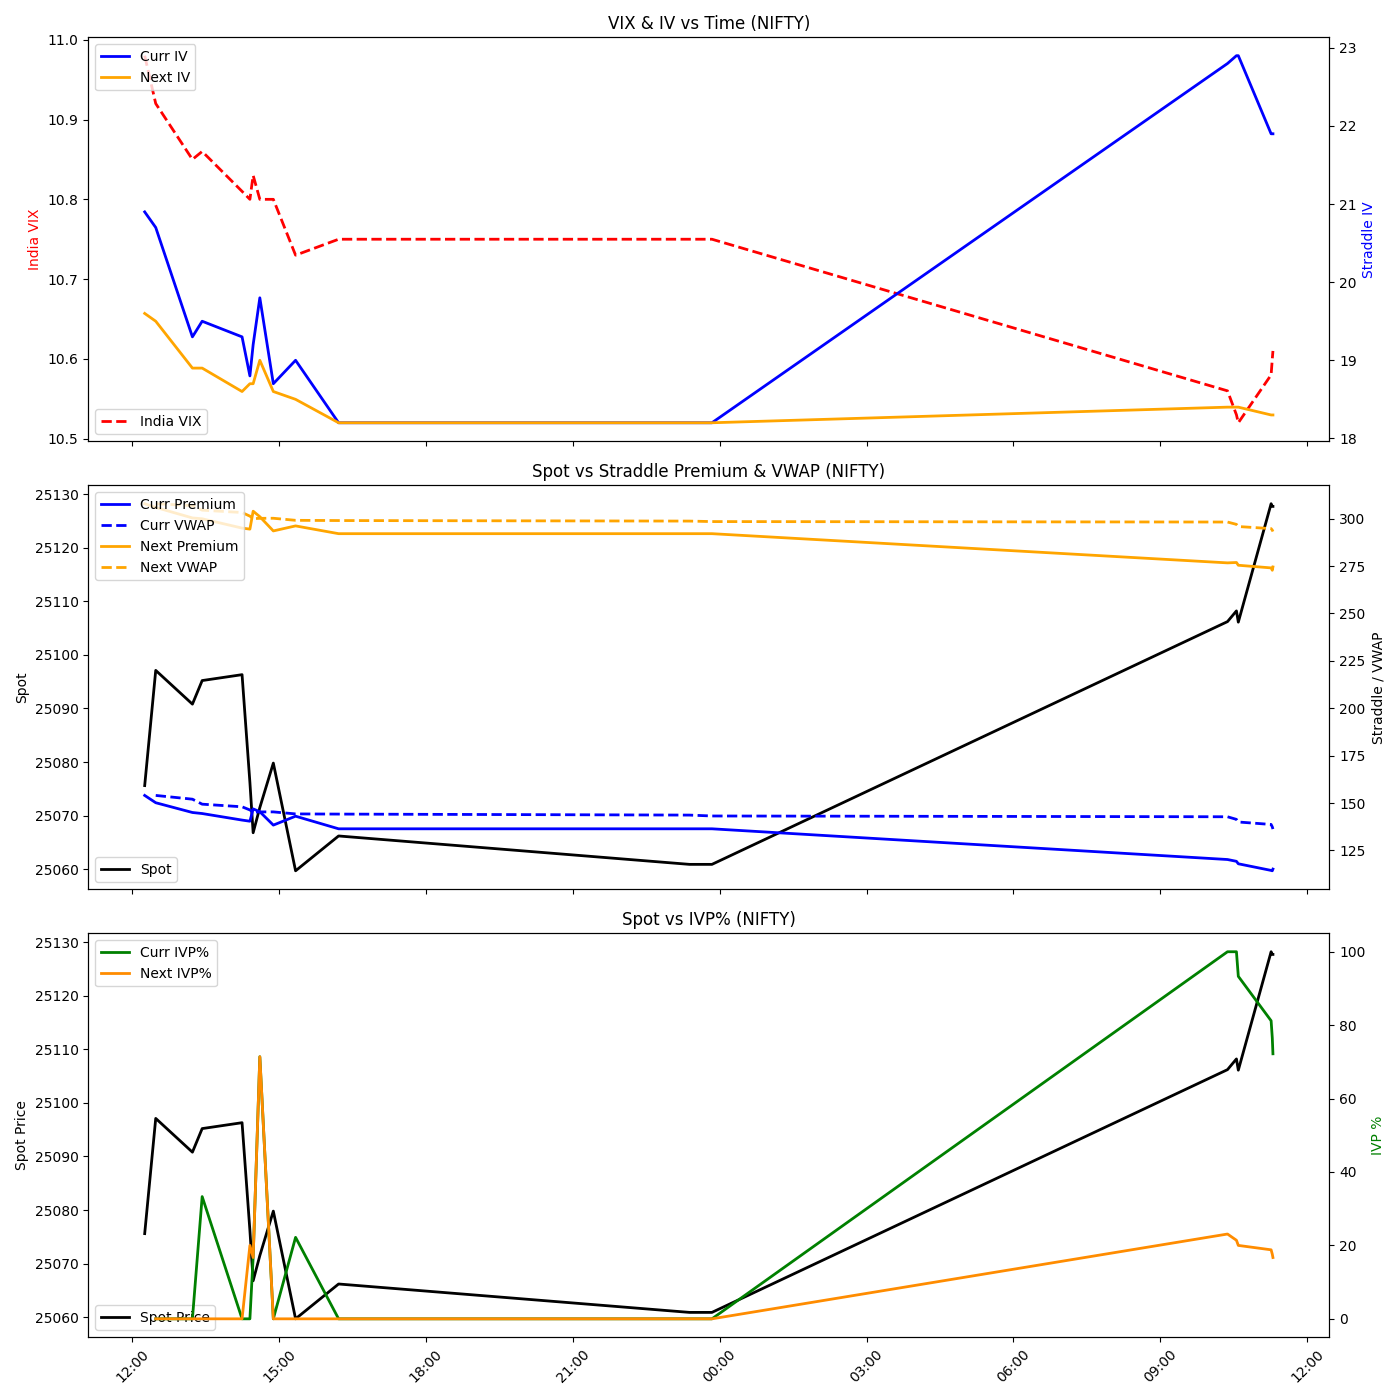 VIX & IV vs Time (NIFTY)
Curr IV
Next IV
India VIX
11.0
10.9
10.8
10.7
10.6
10.5
India VIX
23
22
21
20
19
18
Straddle IV
Spot vs Straddle Premium & VWAP (NIFTY)
Curr Premium
Curr VWAP
Next Premium
Next VWAP
Spot
25130
25120
25110
25100
25090
25080
25070
25060
Spot
300
275
250
225
200
175
150
125
Straddle / VWAP
Spot vs IVP% (NIFTY)
Curr IVP%
Next IVP%
Spot Price
25130
25120
25110
25100
25090
25080
25070
25060
Spot Price
100
80
60
40
20
0
IVP %
12:00
15:00
18:00
21:00
00:00
03:00
06:00
09:00
12:00